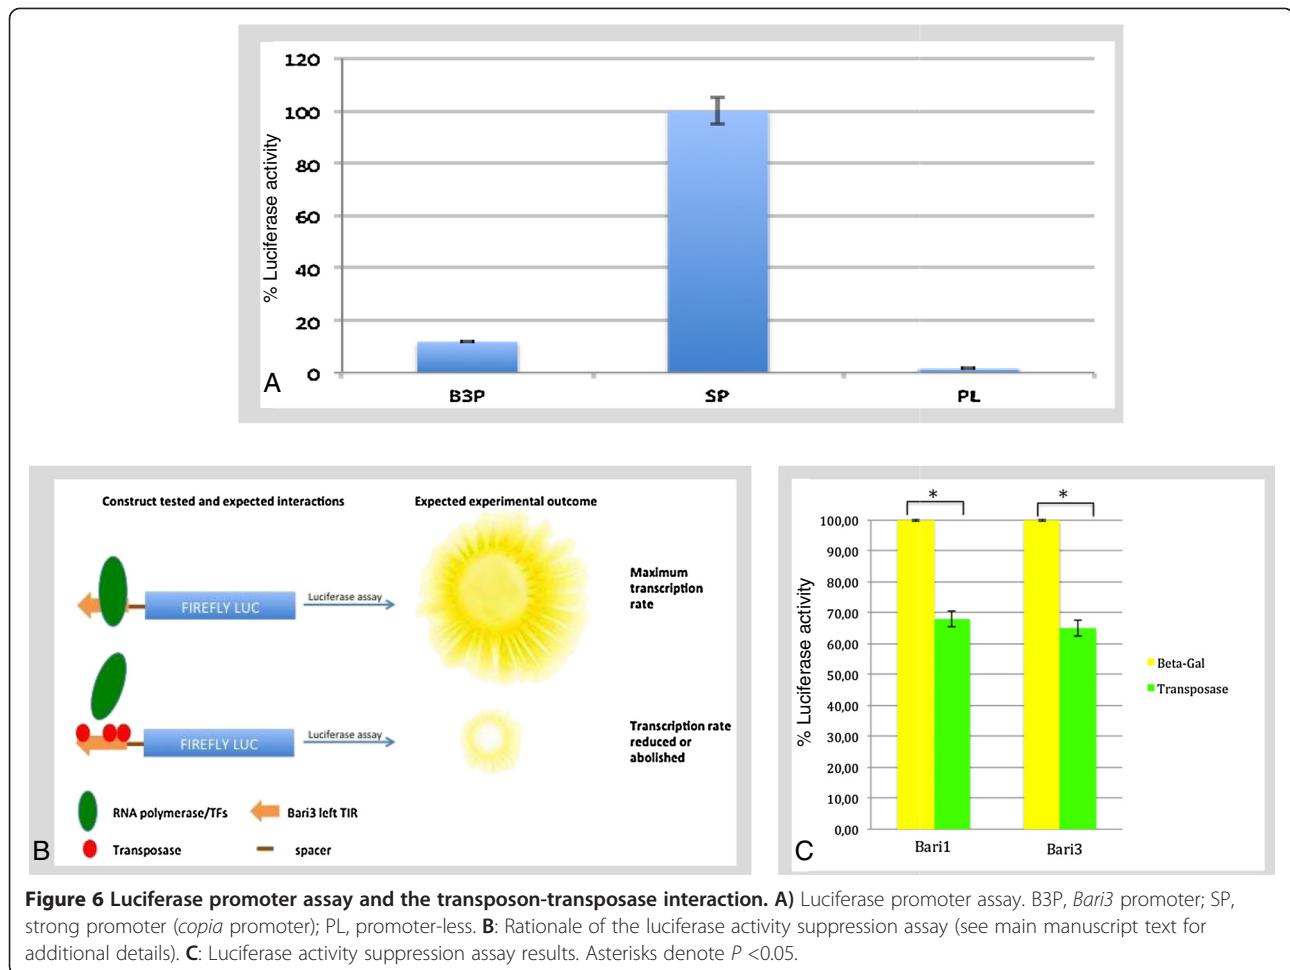 120
100
80
60
40
20
0
% Luciferase activity
A
B3P SP PL
Construct tested and expected interactions
Expected experimental outcome
FIREFLY LUC
Luciferase assay
Maximum
transcription
rate
FIREFLY LUC
Luciferase assay
Transcription rate
reduced or
abolished
RNA polymerase/TFs
Bari3 left TIR
Transposase
spacer
B
* *
100,00
90,00
80,00
70,00
60,00
50,00
40,00
30,00
20,00
10,00
0,00
% Luciferase activity
Beta-Gal
Transposase
C
Bari1 Bari3
Figure 6 Luciferase promoter assay and the transposon-transposase interaction. A) Luciferase promoter assay. B3P, Bari3 promoter; SP,
strong promoter (copia promoter); PL, promoter-less. B: Rationale of the luciferase activity suppression assay (see main manuscript text for
additional details). C: Luciferase activity suppression assay results. Asterisks denote P <0.05.